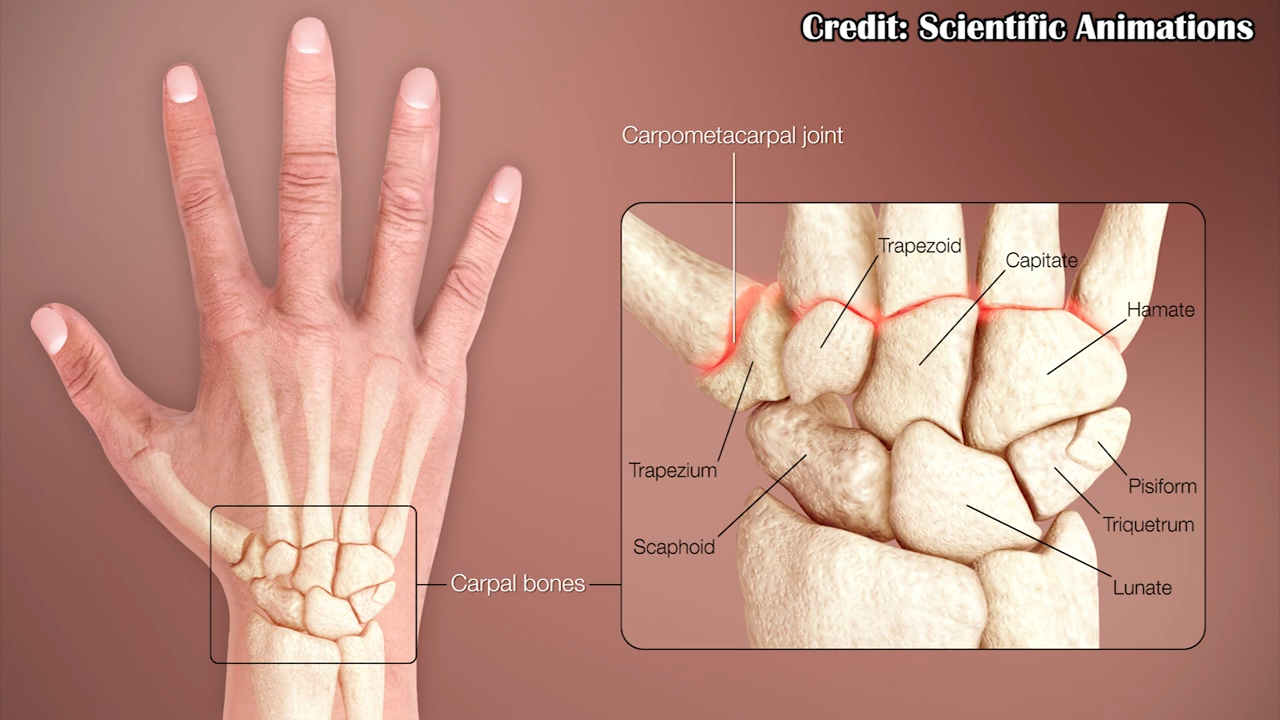 Credit: Scientific Animations
Carpometacarpal joint
Trapezoid
Capitate
Hamate
Trapezium
Pisiform
Triquetrum
Scaphoid
Carpal bones
Lunate